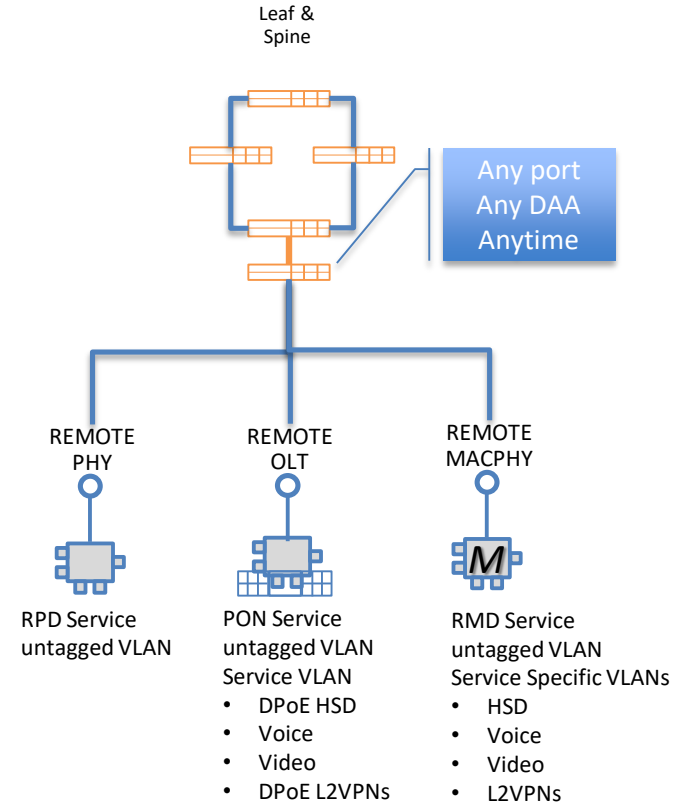 Leaf &
Spine
Any port
Any DAA
Anytime
REMOTE
PHY
REMOTE
OLT
REMOTE
MACPHY
M
RPD Service
untagged VLAN
PON Service
untagged VLAN
Service VLAN
• DPoE HSD
• Voice
• Video
• DPoE L2VPNs
RMD Service
untagged VLAN
Service Specific VLANs
• HSD
• Voice
• Video
• L2VPNs